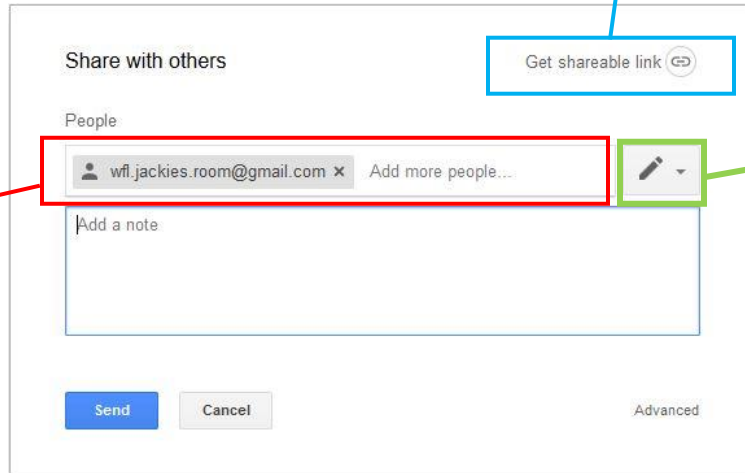 Share with others
Get shareable link
People
wfl.jackies.room@gmail.com × Add more people...
Add a note
Send
Cancel
Advanced